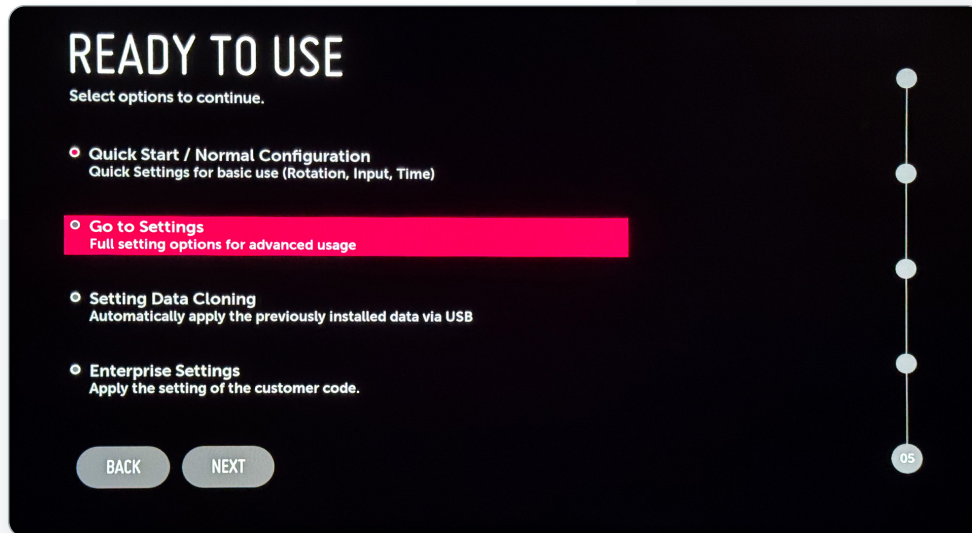 READY TO USE
Select options to continue.
Quick Start / Normal Configuration
Quick Settings for basic use (Rotation, Input, Time)
Go to Settings
Full setting options for advanced usage
Setting Data Cloning
Automatically apply the previously installed data via USB
Enterprise Settings
Apply the setting of the customer code.
BACK NEXT
05